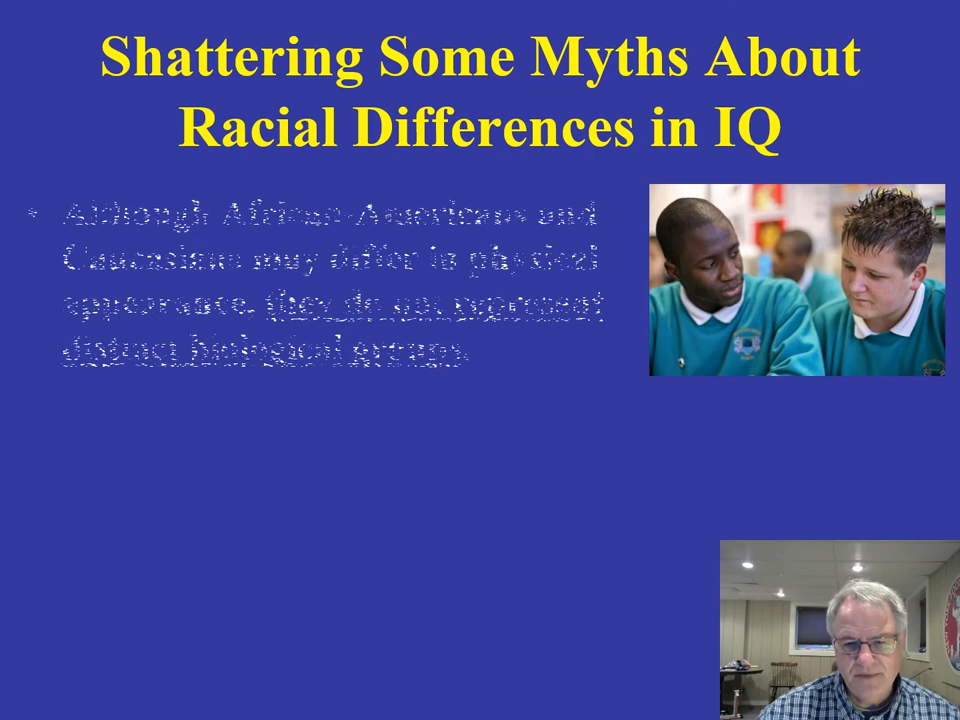 Shattering Some Myths About
Racial Differences in IQ
• Although African-Americans and
Caucasians may differ in physical
appearance, they do not represent
distinct biological groups.